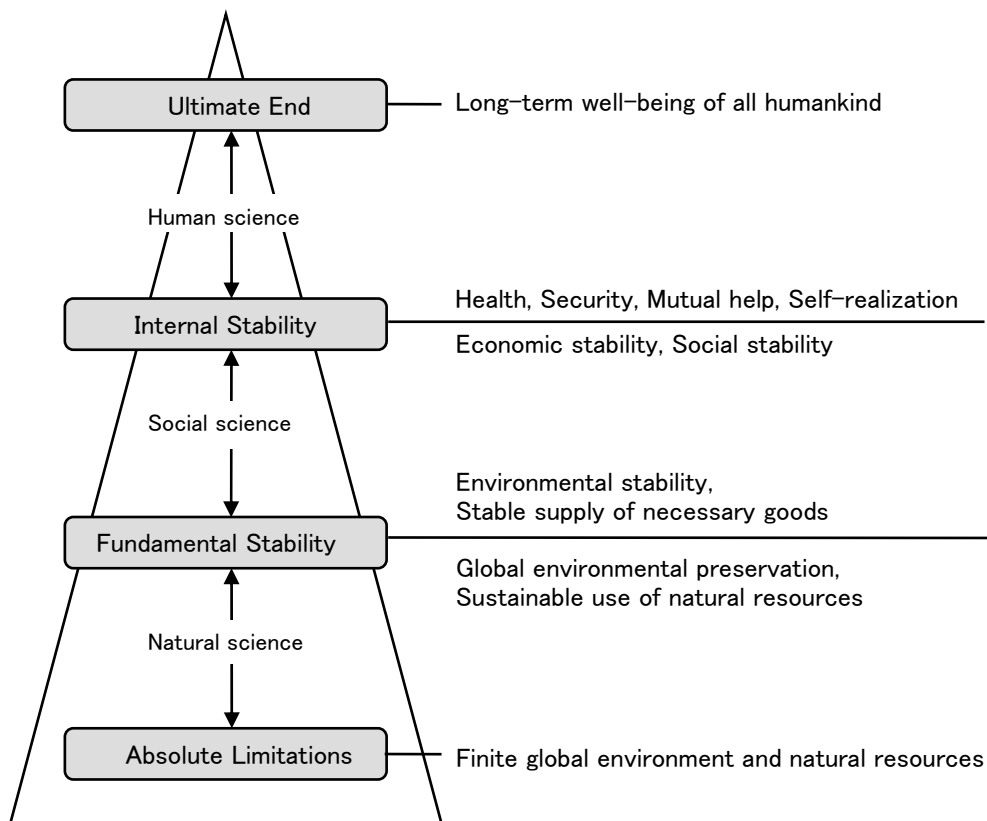 Ultimate End
Long-term well-being of all humankind
Human science
Health, Security, Mutual help, Self-realization
Internal Stability
Economic stability, Social stability
Social science
Environmental stability,
Stable supply of necessary goods
Fundamental Stability
Global environmental preservation,
Sustainable use of natural resources
Natural science
Absolute Limitations
Finite global environment and natural resources